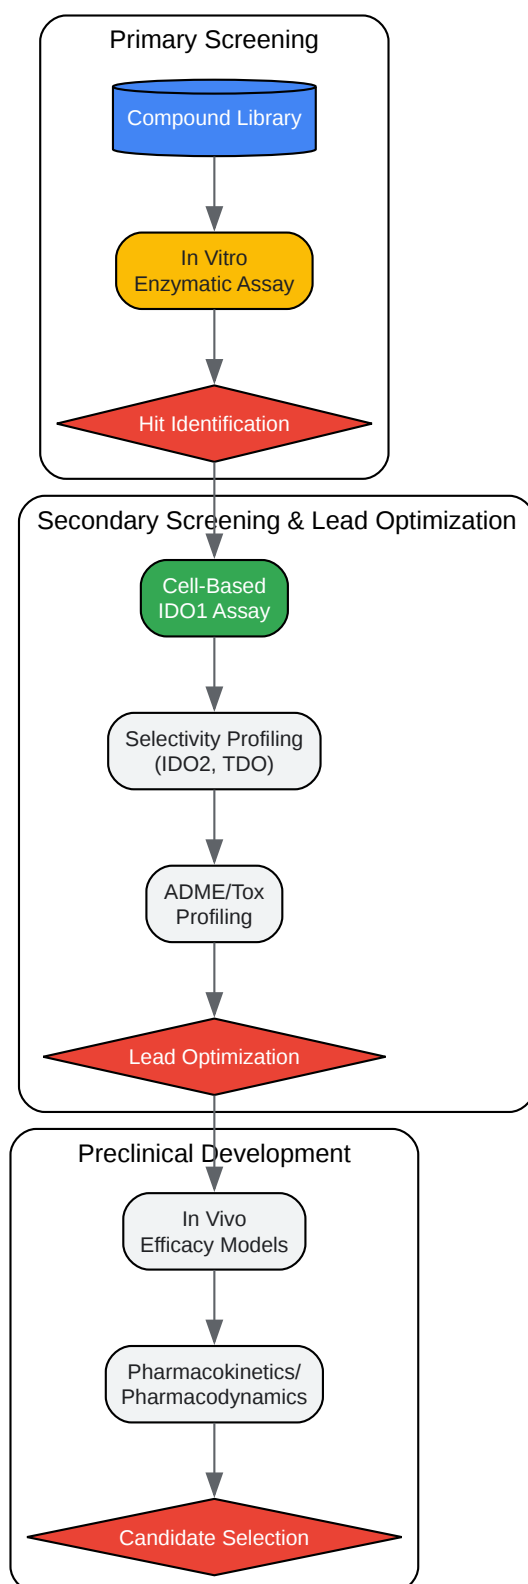 Primary Screening
Compound Library
In Vitro
Enzymatic Assay
Hit Identification
Secondary Screening & Lead Optimization
Cell-Based
IDO1 Assay
Selectivity Profiling
(IDO2, TDO)
ADME/Tox
Profiling
Lead Optimization
Preclinical Development
In Vivo
Efficacy Models
Pharmacokinetics/
Pharmacodynamics
Candidate Selection